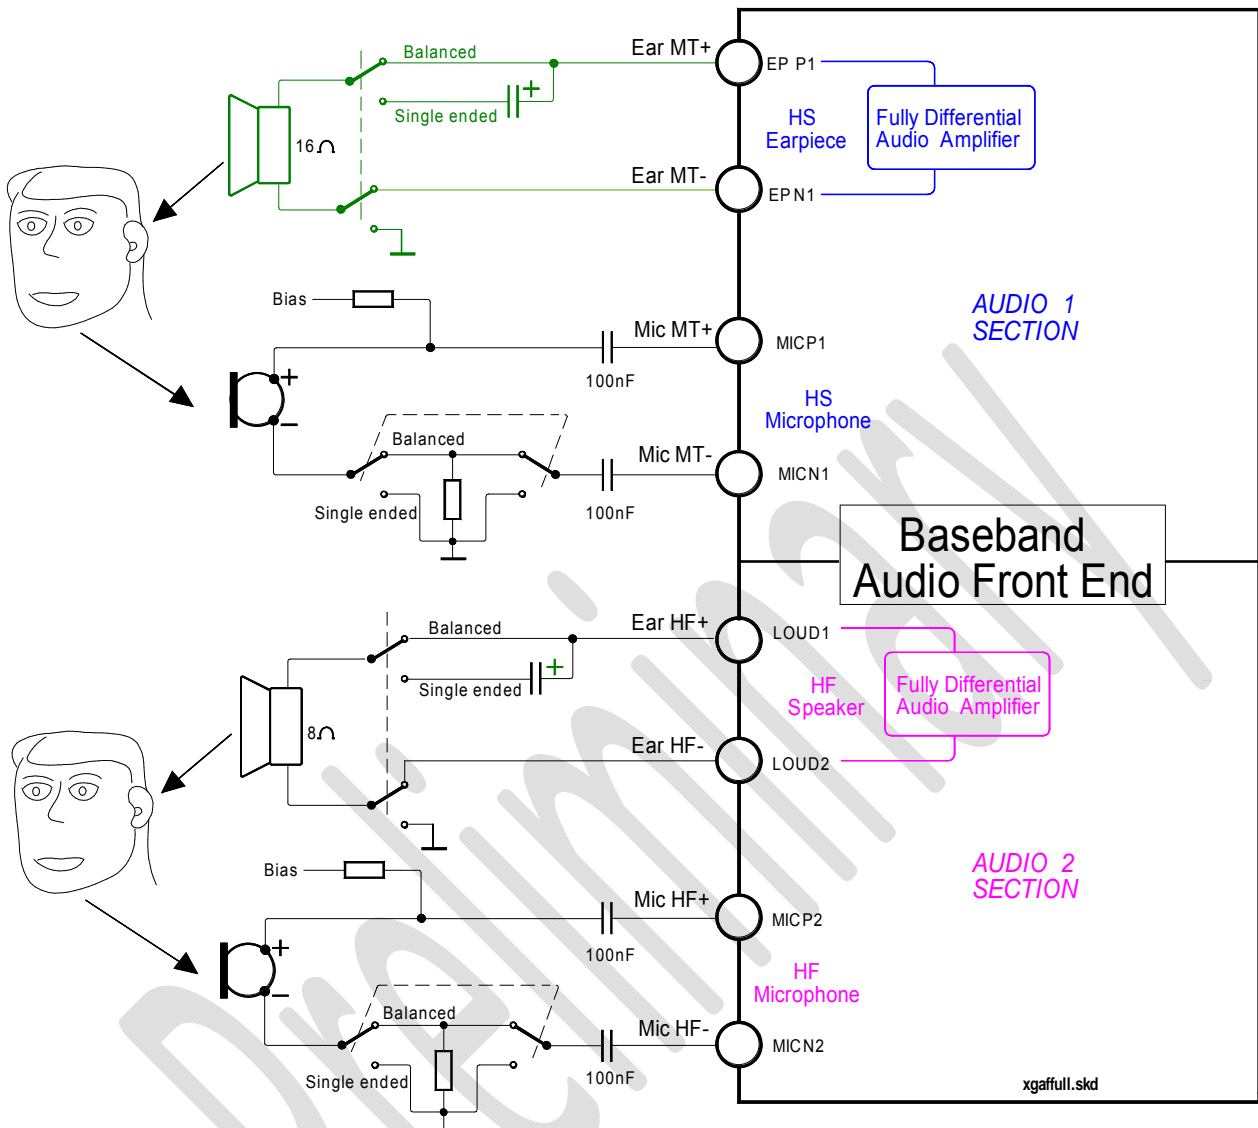 Ear MT+
Balanced
EP P1
+
Single ended
HS
Earpiece
Fully Differential
Audio Amplifier
16Ω
Ear MT-
EPN1
Bias
AUDIO 1
SECTION
Mic MT+
MICP1
100nF
+
−
HS
Microphone
Balanced
Mic MT-
MICN1
Single ended
100nF
Baseband
Audio Front End
Ear HF+
Balanced
LOUD1
+
Single ended
HF
Speaker
Fully Differential
Audio Amplifier
8Ω
Ear HF-
LOUD2
Bias
AUDIO 2
SECTION
Mic HF+
MICP2
100nF
+
−
HF
Microphone
Balanced
Mic HF-
MICN2
Single ended
100nF
xgaffull.skd
Preliminary